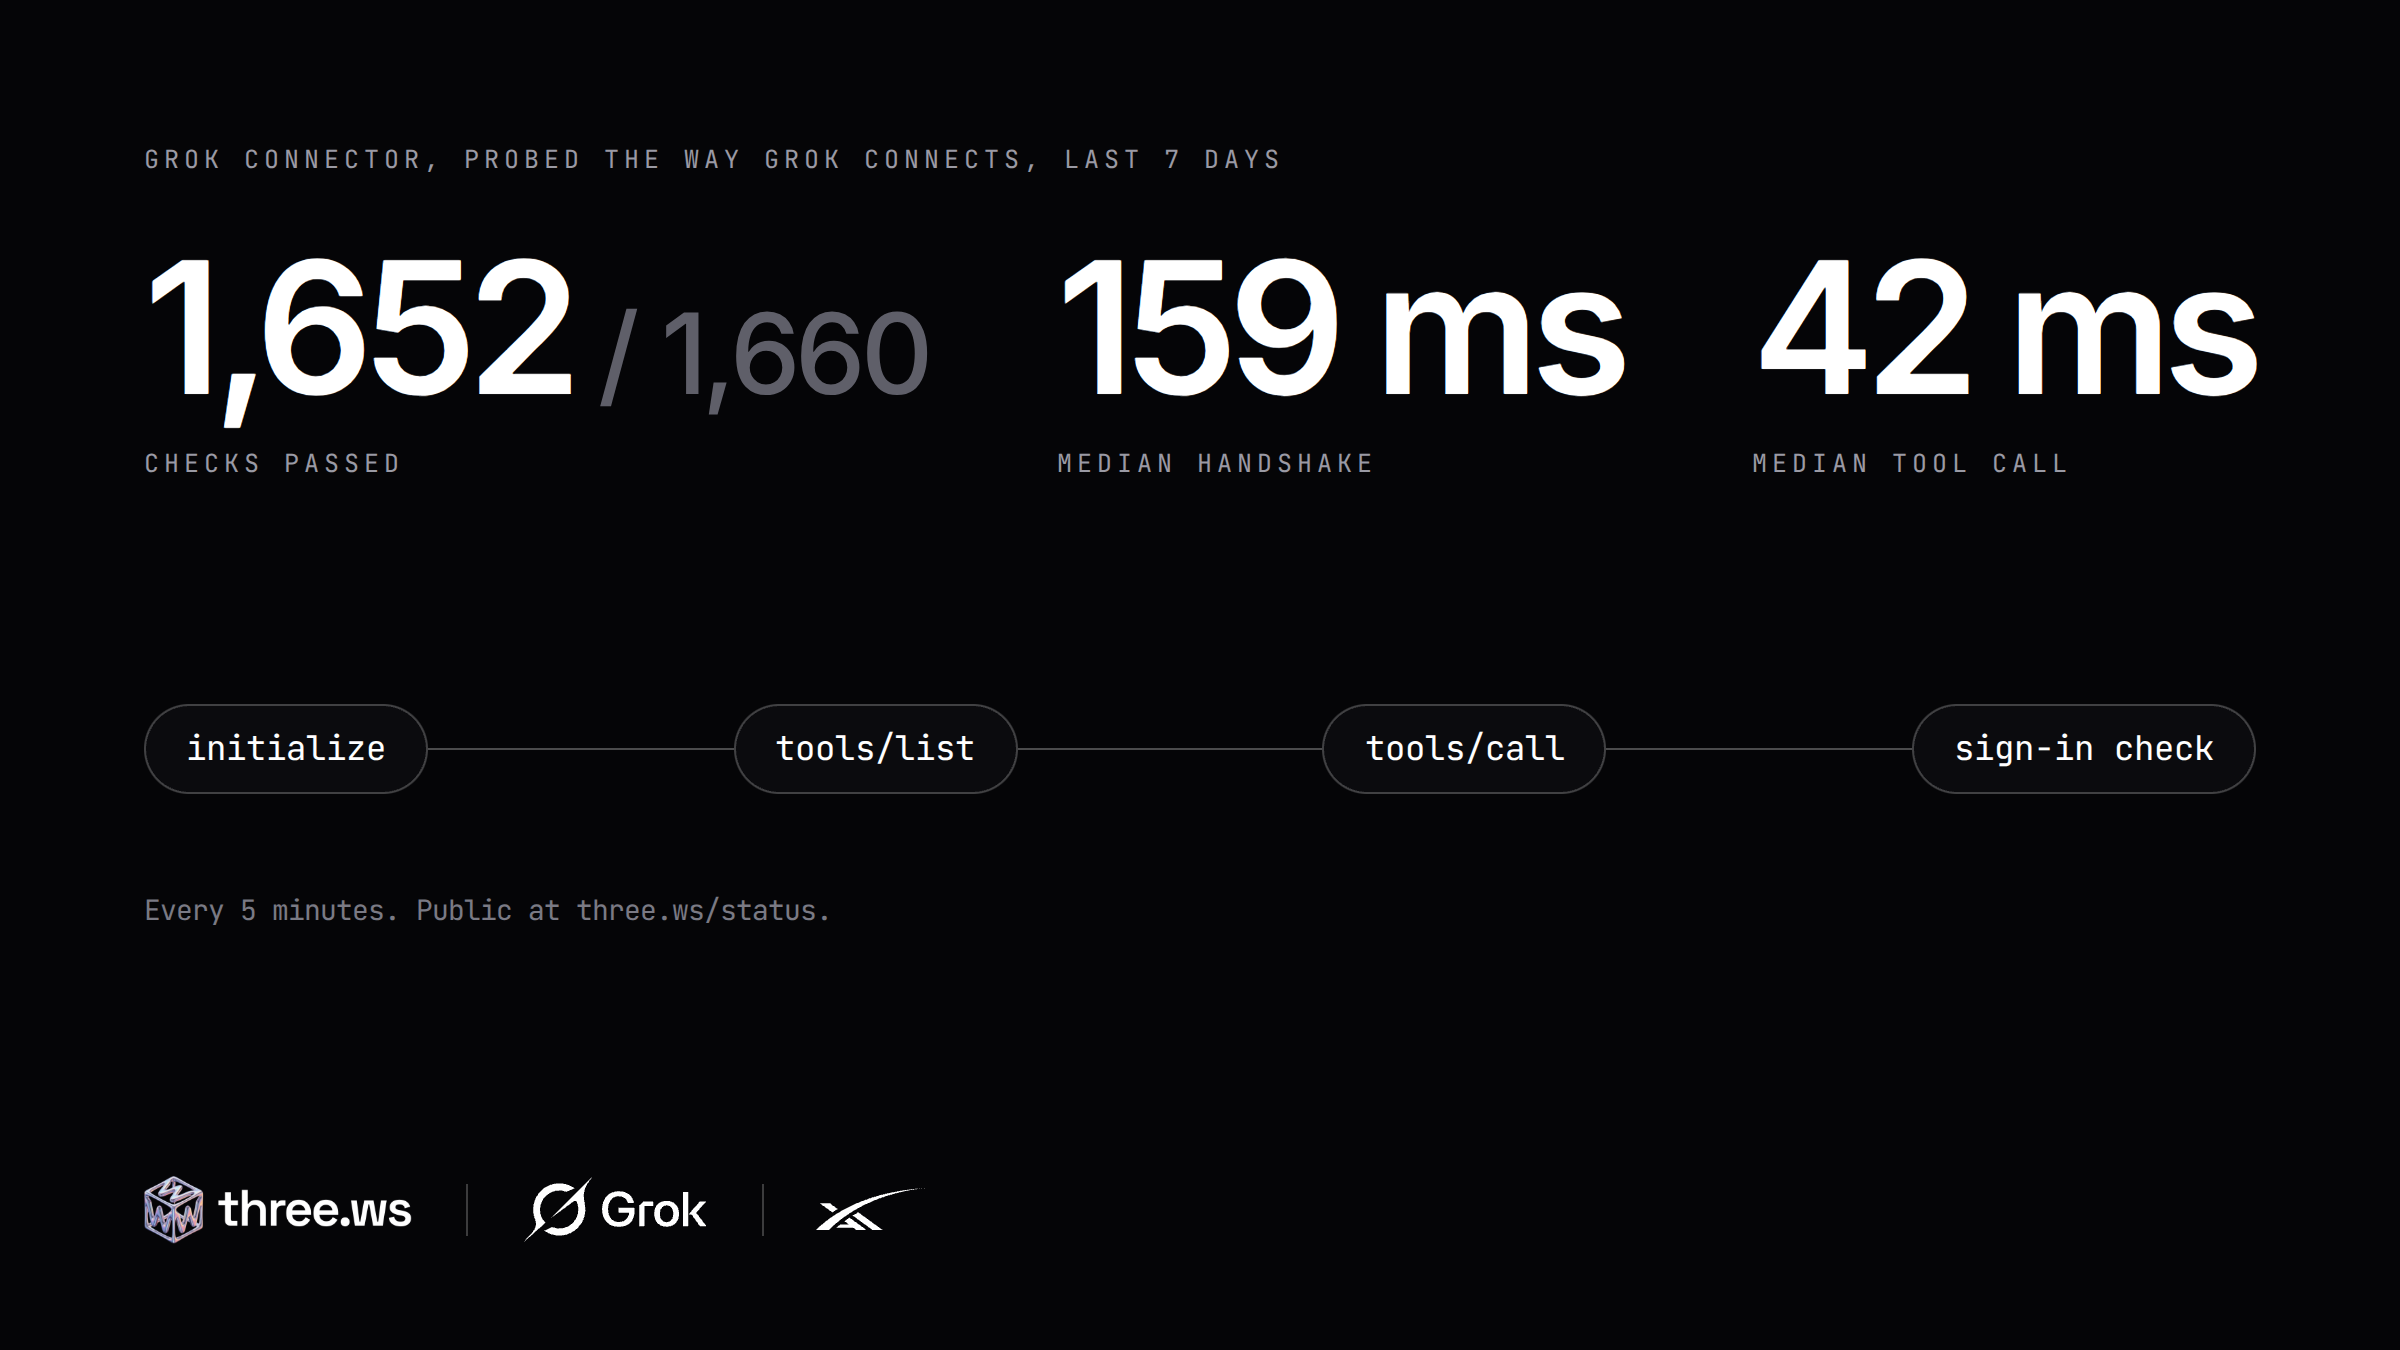 GROK CONNECTOR, PROBED THE WAY GROK CONNECTS, LAST 7 DAYS
1,652 / 1,660
CHECKS PASSED
159 ms
MEDIAN HANDSHAKE
42 ms
MEDIAN TOOL CALL
initialize
tools/list
tools/call
sign-in check
Every 5 minutes. Public at three.ws/status.
three.ws
Grok